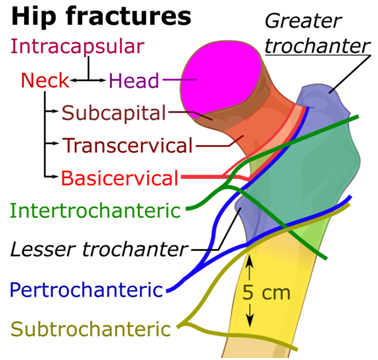 Hip fractures
Greater
trochanter
Intracapsular
Neck Head
Subcapital
Transcervical
Basicervical
Intertrochanteric
Lesser trochanter
Pertrochanteric
5 cm
Subtrochanteric